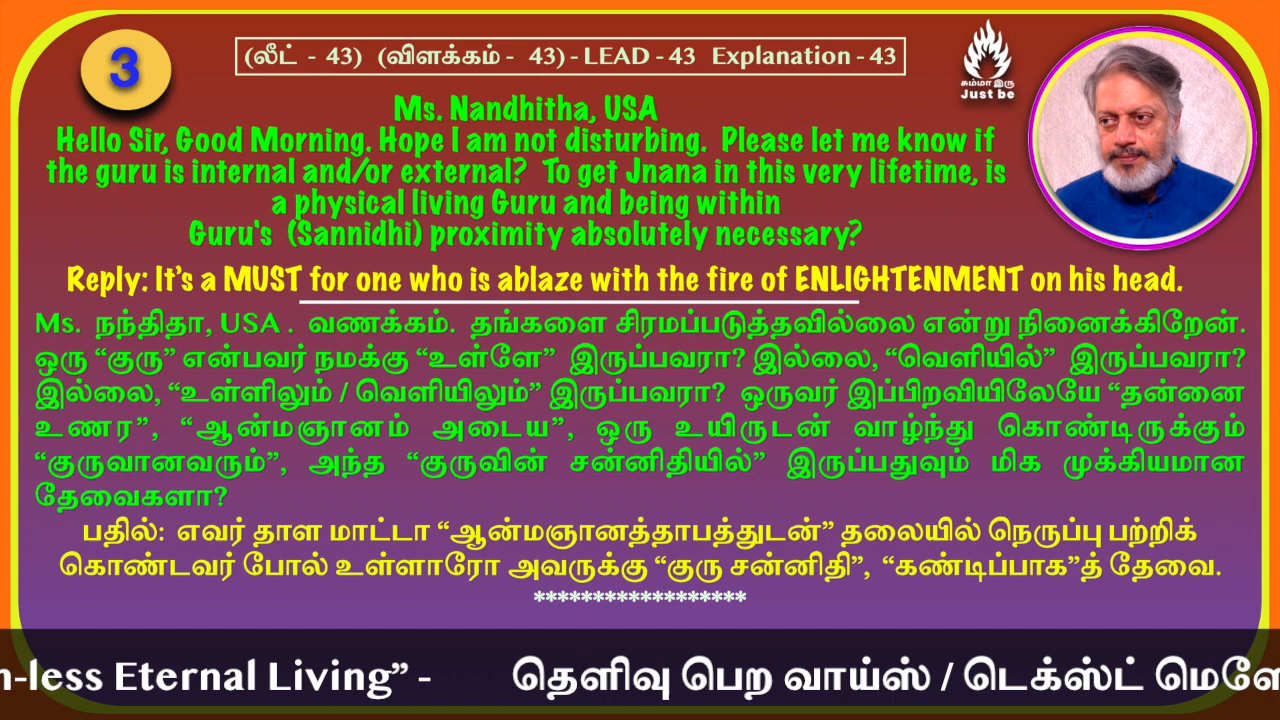 3
(லீட் - 43) (விளக்கம் - 43) - LEAD - 43 Explanation - 43
சும்மா இரு
Just be
Ms. Nandhitha, USA
Hello Sir, Good Morning. Hope I am not disturbing. Please let me know if
the guru is internal and/or external? To get Jnana in this very lifetime, is
a physical living Guru and being within
Guru's (Sannidhi) proximity absolutely necessary?
Reply: It's a MUST for one who is ablaze with the fire of ENLIGHTENMENT on his head.
Ms. நந்திதா, USA . வணக்கம். தங்களை சிரமப்படுத்தவில்லை என்று நினைக்கிறேன்.
ஒரு “குரு” என்பவர் நமக்கு “உள்ளே” இருப்பவரா? இல்லை, “வெளியில்” இருப்பவரா?
இல்லை, “உள்ளிலும் / வெளியிலும்” இருப்பவரா? ஒருவர் இப்பிறவியிலேயே “தன்னை
உணர”, “ஆன்மஞானம் அடைய”, ஒரு உயிருடன் வாழ்ந்து கொண்டிருக்கும்
“குருவானவரும்”, அந்த “குருவின் சன்னிதியில்” இருப்பதுவும் மிக முக்கியமான
தேவைகளா?
பதில்: எவர் தாள மாட்டா “ஆன்மஞானத்தாபத்துடன்” தலையில் நெருப்பு பற்றிக்
கொண்டவர் போல் உள்ளாரோ அவருக்கு “குரு சன்னிதி”, “கண்டிப்பாக”த் தேவை.
******************
n-less Eternal Living” - தெளிவு பெற வாய்ஸ் / டெக்ஸ்ட்